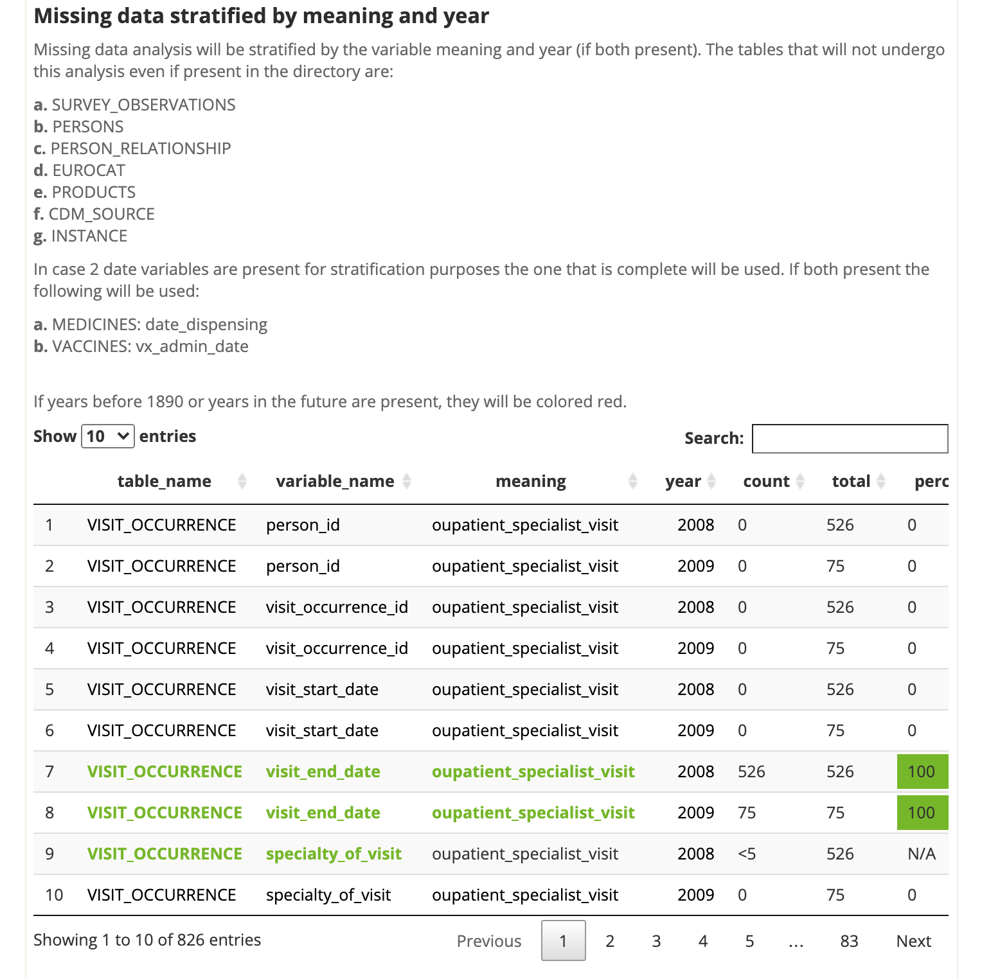 Missing data stratified by meaning and year
Missing data analysis will be stratified by the variable meaning and year (if both present). The tables that will not undergo
this analysis even if present in the directory are:
a. SURVEY_OBSERVATIONS
b. PERSONS
c. PERSON_RELATIONSHIP
d. EUROCAT
e. PRODUCTS
f. CDM_SOURCE
g. INSTANCE
In case 2 date variables are present for stratification purposes the one that is complete will be used. If both present the
following will be used:
a. MEDICINES: date_dispensing
b. VACCINES: vx_admin_date
If years before 1890 or years in the future are present, they will be colored red.
Show 10 entries Search:
table_name variable_name meaning year count total perc
1 VISIT_OCCURRENCE person_id oupatient_specialist_visit 2008 0 526 0
2 VISIT_OCCURRENCE person_id oupatient_specialist_visit 2009 0 75 0
3 VISIT_OCCURRENCE visit_occurrence_id oupatient_specialist_visit 2008 0 526 0
4 VISIT_OCCURRENCE visit_occurrence_id oupatient_specialist_visit 2009 0 75 0
5 VISIT_OCCURRENCE visit_start_date oupatient_specialist_visit 2008 0 526 0
6 VISIT_OCCURRENCE visit_start_date oupatient_specialist_visit 2009 0 75 0
7 VISIT_OCCURRENCE visit_end_date oupatient_specialist_visit 2008 526 526 100
8 VISIT_OCCURRENCE visit_end_date oupatient_specialist_visit 2009 75 75 100
9 VISIT_OCCURRENCE specialty_of_visit oupatient_specialist_visit 2008 <5 526 N/A
10 VISIT_OCCURRENCE specialty_of_visit oupatient_specialist_visit 2009 0 75 0
Showing 1 to 10 of 826 entries Previous 1 2 3 4 5 … 83 Next